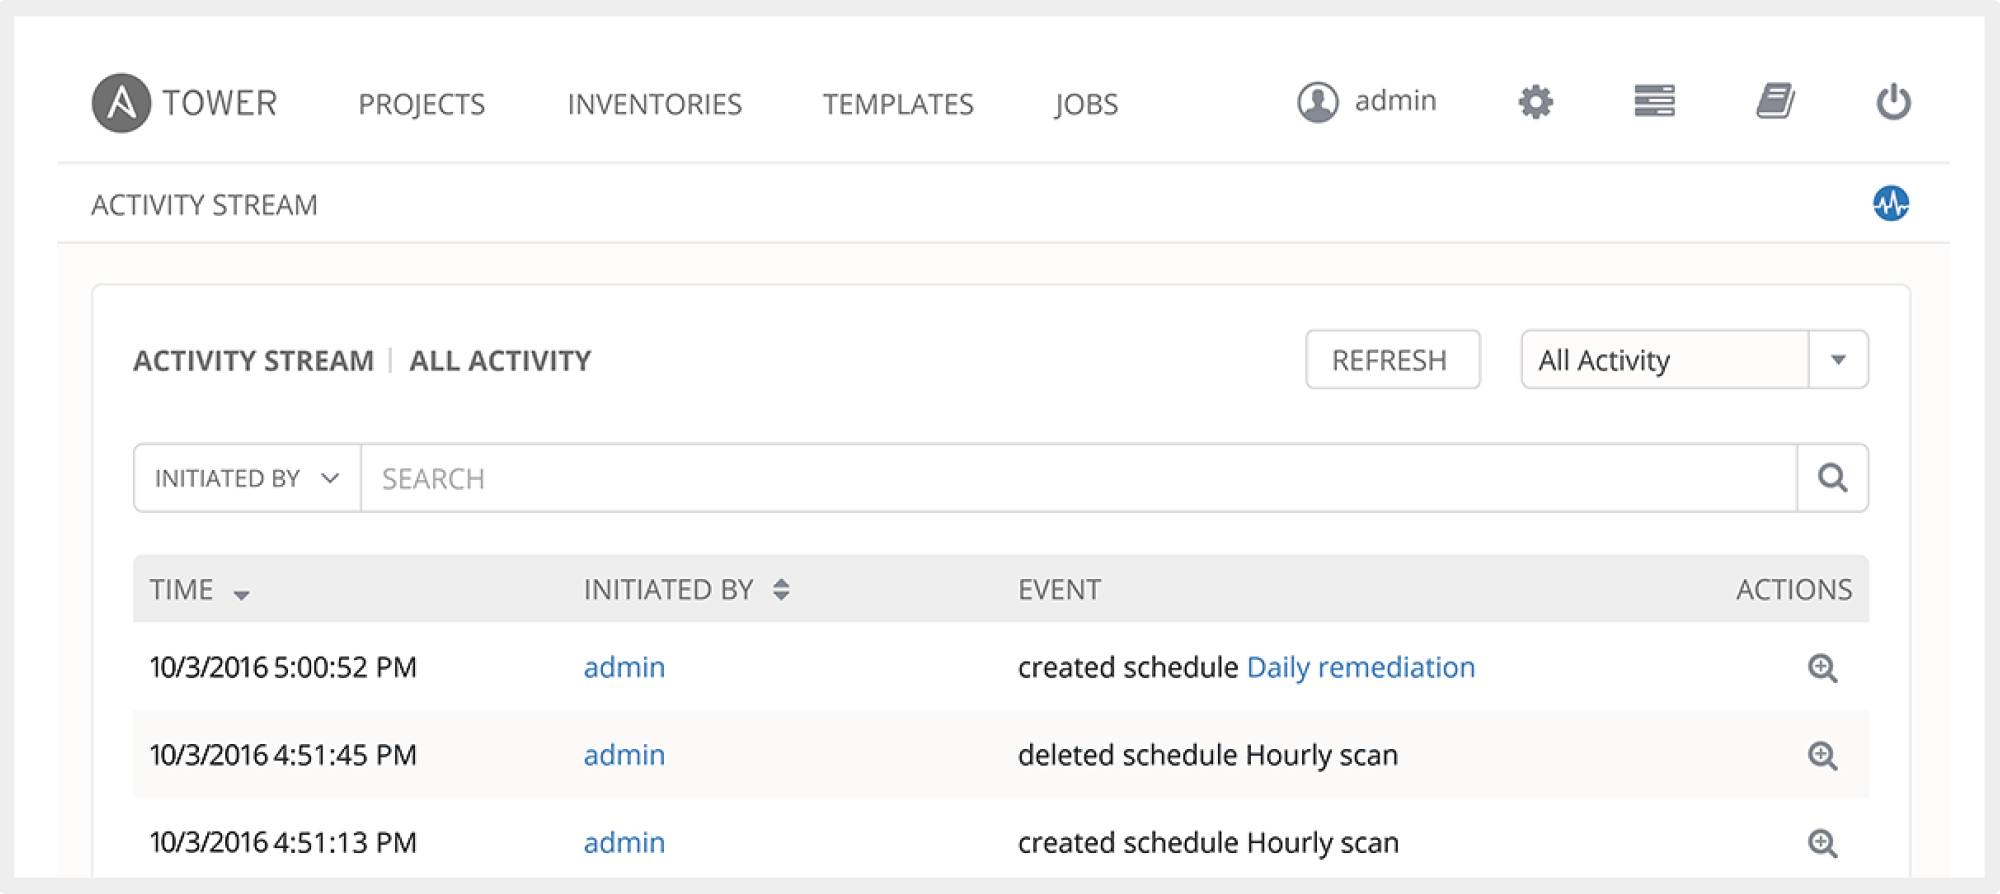 A TOWER PROJECTS INVENTORIES TEMPLATES JOBS admin
ACTIVITY STREAM
ACTIVITY STREAM | ALL ACTIVITY REFRESH All Activity
INITIATED BY SEARCH
TIME INITIATED BY EVENT ACTIONS
10/3/2016 5:00:52 PM admin created schedule Daily remediation
10/3/2016 4:51:45 PM admin deleted schedule Hourly scan
10/3/2016 4:51:13 PM admin created schedule Hourly scan